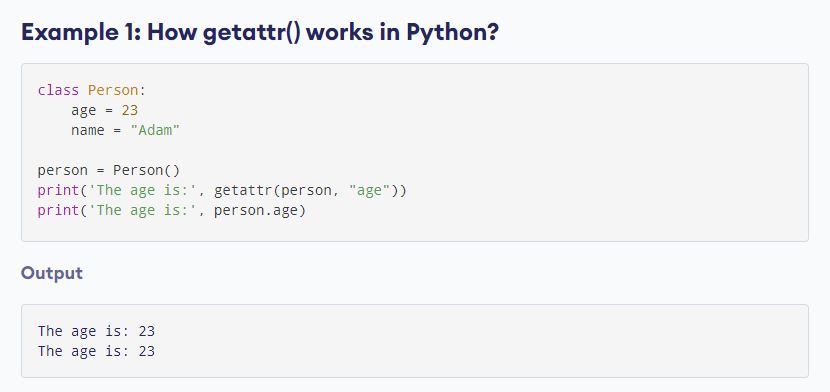 Example 1: How getattr() works in Python?
class Person:
    age = 23
    name = "Adam"
person = Person()
print('The age is:', getattr(person, "age"))
print('The age is:', person.age)
Output
The age is: 23
The age is: 23